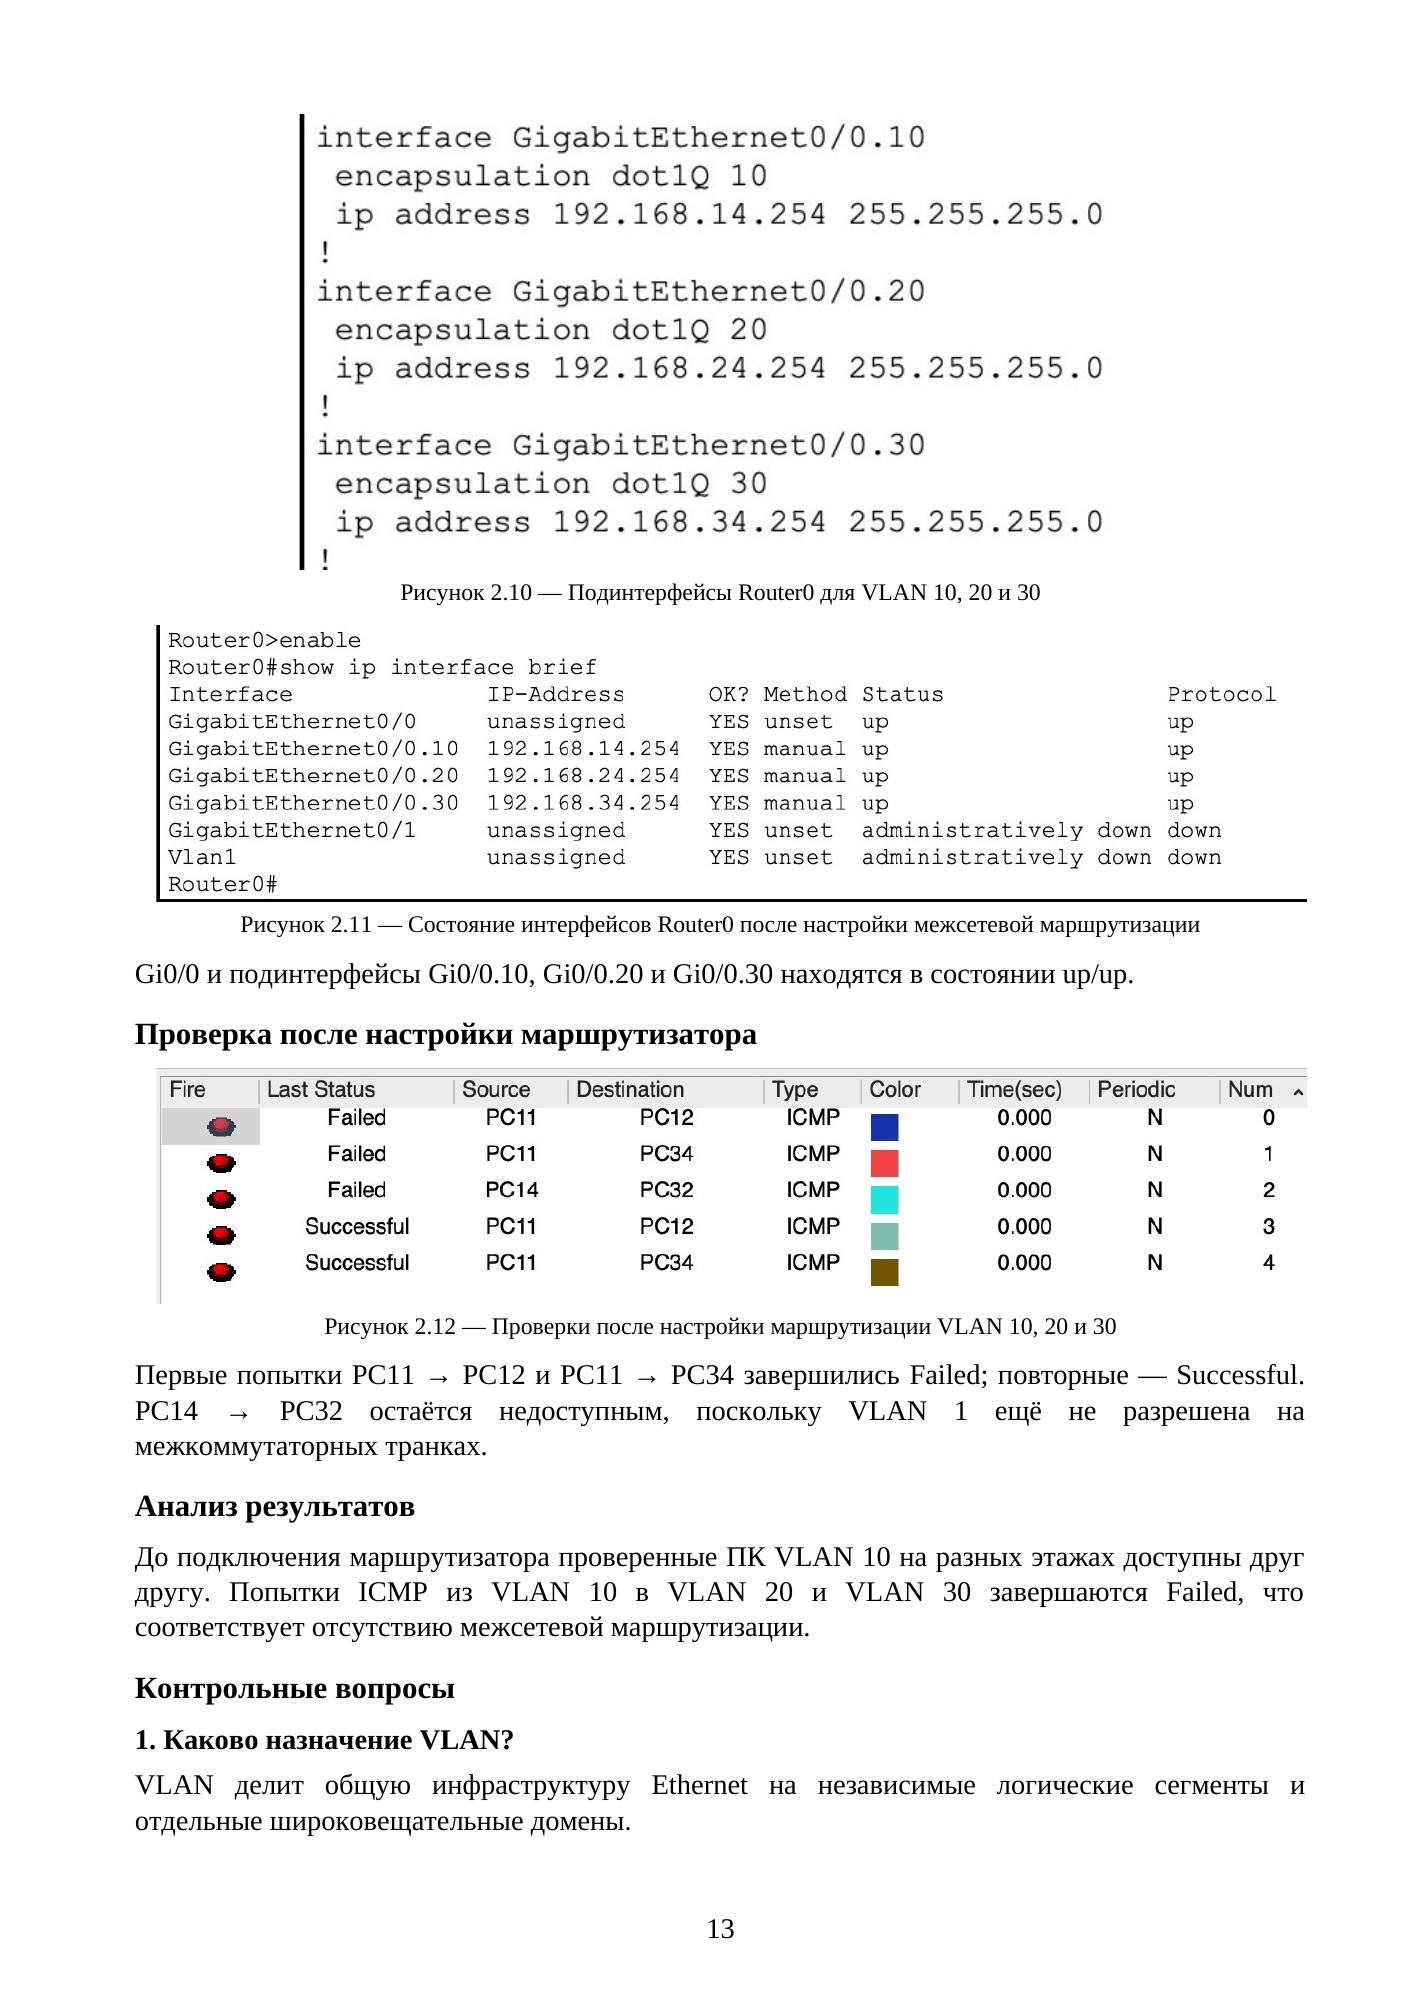 interface GigabitEthernet0/0.10
encapsulation dot1Q 10
ip address 192.168.14.254 255.255.255.0
!
interface GigabitEthernet0/0.20
encapsulation dot1Q 20
ip address 192.168.24.254 255.255.255.0
!
interface GigabitEthernet0/0.30
encapsulation dot1Q 30
ip address 192.168.34.254 255.255.255.0
!
Рисунок 2.10 — Подинтерфейсы Router0 для VLAN 10, 20 и 30
Router0>enable
Router0#show ip interface brief
Interface IP-Address OK? Method Status Protocol
GigabitEthernet0/0 unassigned YES unset up up
GigabitEthernet0/0.10 192.168.14.254 YES manual up up
GigabitEthernet0/0.20 192.168.24.254 YES manual up up
GigabitEthernet0/0.30 192.168.34.254 YES manual up up
GigabitEthernet0/1 unassigned YES unset administratively down down
Vlan1 unassigned YES unset administratively down down
Router0#
Рисунок 2.11 — Состояние интерфейсов Router0 после настройки межсетевой маршрутизации
Gi0/0 и подинтерфейсы Gi0/0.10, Gi0/0.20 и Gi0/0.30 находятся в состоянии up/up.
Проверка после настройки маршрутизатора
Fire Last Status Source Destination Type Color Time(sec) Periodic Num
Failed PC11 PC12 ICMP 0.000 N 0
Failed PC11 PC34 ICMP 0.000 N 1
Failed PC14 PC32 ICMP 0.000 N 2
Successful PC11 PC12 ICMP 0.000 N 3
Successful PC11 PC34 ICMP 0.000 N 4
Рисунок 2.12 — Проверки после настройки маршрутизации VLAN 10, 20 и 30
Первые попытки PC11 → PC12 и PC11 → PC34 завершились Failed; повторные — Successful.
PC14 → PC32 остаётся недоступным, поскольку VLAN 1 ещё не разрешена на
межкоммутаторных транках.
Анализ результатов
До подключения маршрутизатора проверенные ПК VLAN 10 на разных этажах доступны друг
другу. Попытки ICMP из VLAN 10 в VLAN 20 и VLAN 30 завершаются Failed, что
соответствует отсутствию межсетевой маршрутизации.
Контрольные вопросы
1. Каково назначение VLAN?
VLAN делит общую инфраструктуру Ethernet на независимые логические сегменты и
отдельные широковещательные домены.
13